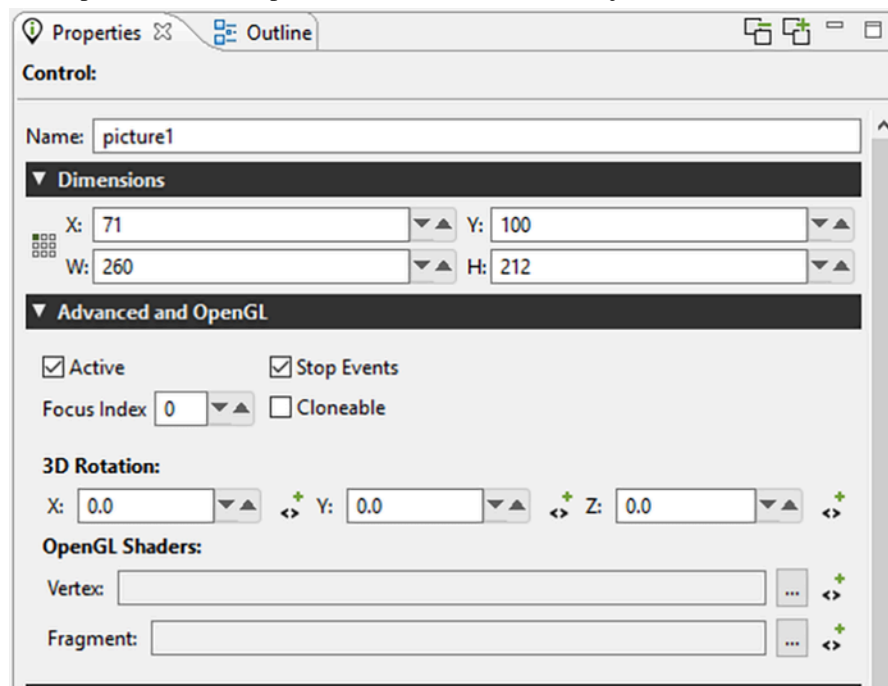 Properties Outline
Control:
Name: picture1
Dimensions
X: 71 Y: 100
W: 260 H: 212
Advanced and OpenGL
Active Stop Events
Focus Index 0 Cloneable
3D Rotation:
X: 0.0 Y: 0.0 Z: 0.0
OpenGL Shaders:
Vertex: ...
Fragment: ...